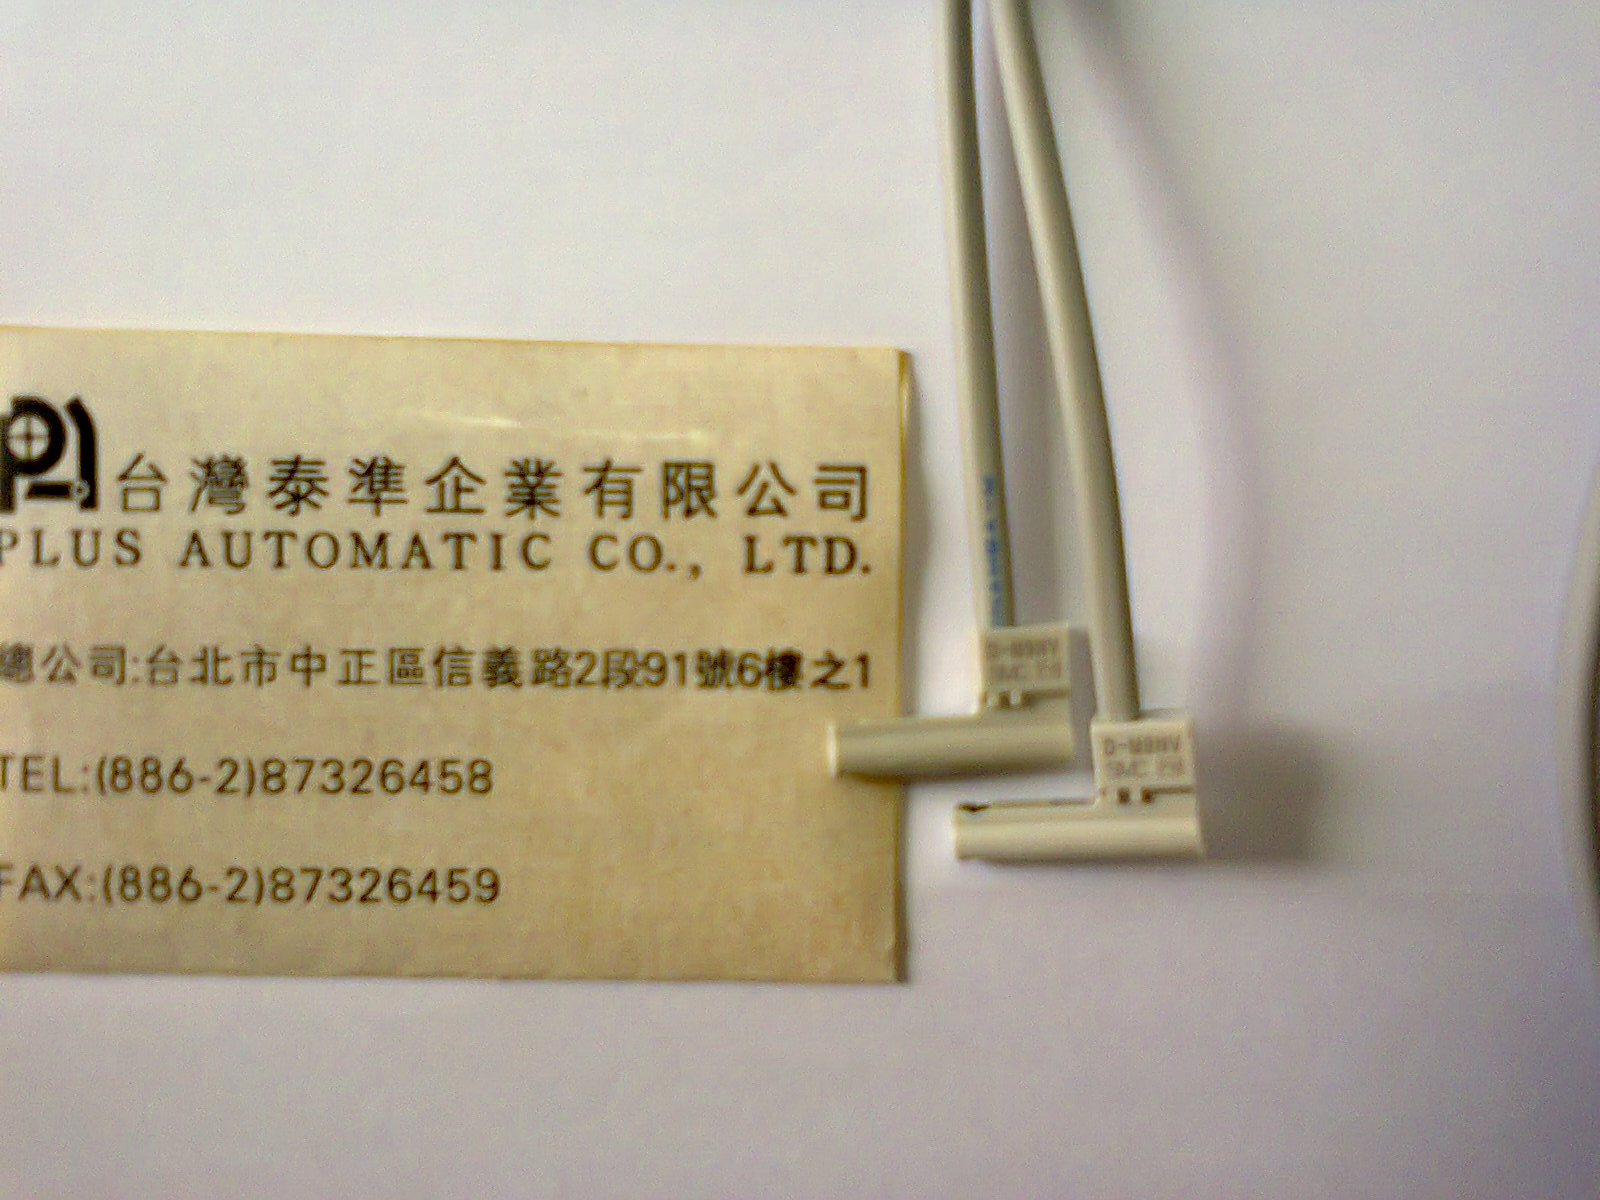 台灣泰準企業有限公司
PLUS AUTOMATIC CO., LTD.
總公司:台北市中正區信義路2段91號6樓之1
TEL:(886-2)87326458
FAX:(886-2)87326459
SMC